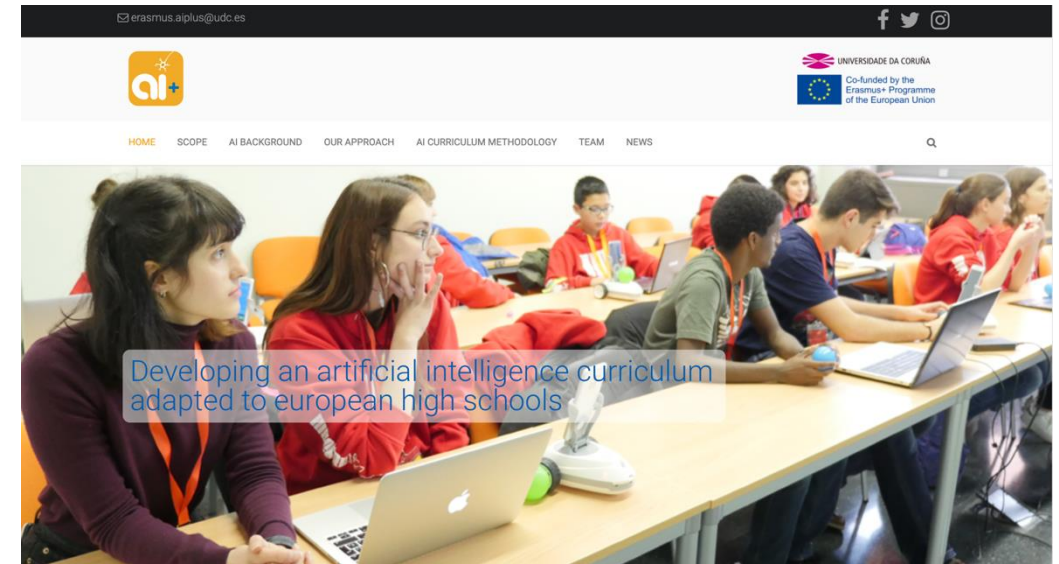 erasmus.aiplus@udc.es
ai+
UNIVERSIDADE DA CORUÑA
Co-funded by the
Erasmus+ Programme
of the European Union
HOME SCOPE AI BACKGROUND OUR APPROACH AI CURRICULUM METHODOLOGY TEAM NEWS
Developing an artificial intelligence curriculum
adapted to european high schools